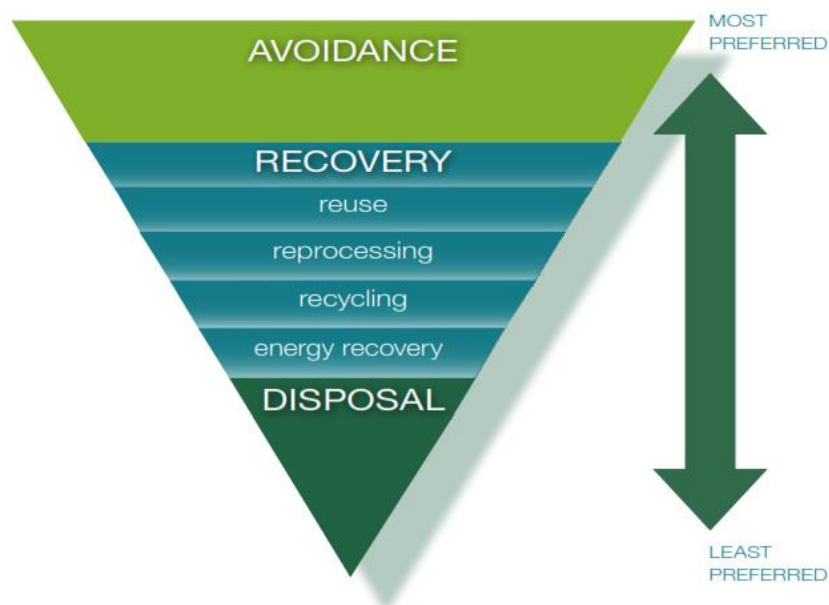 MOST
PREFERRED
AVOIDANCE
RECOVERY
reuse
reprocessing
recycling
energy recovery
DISPOSAL
LEAST
PREFERRED